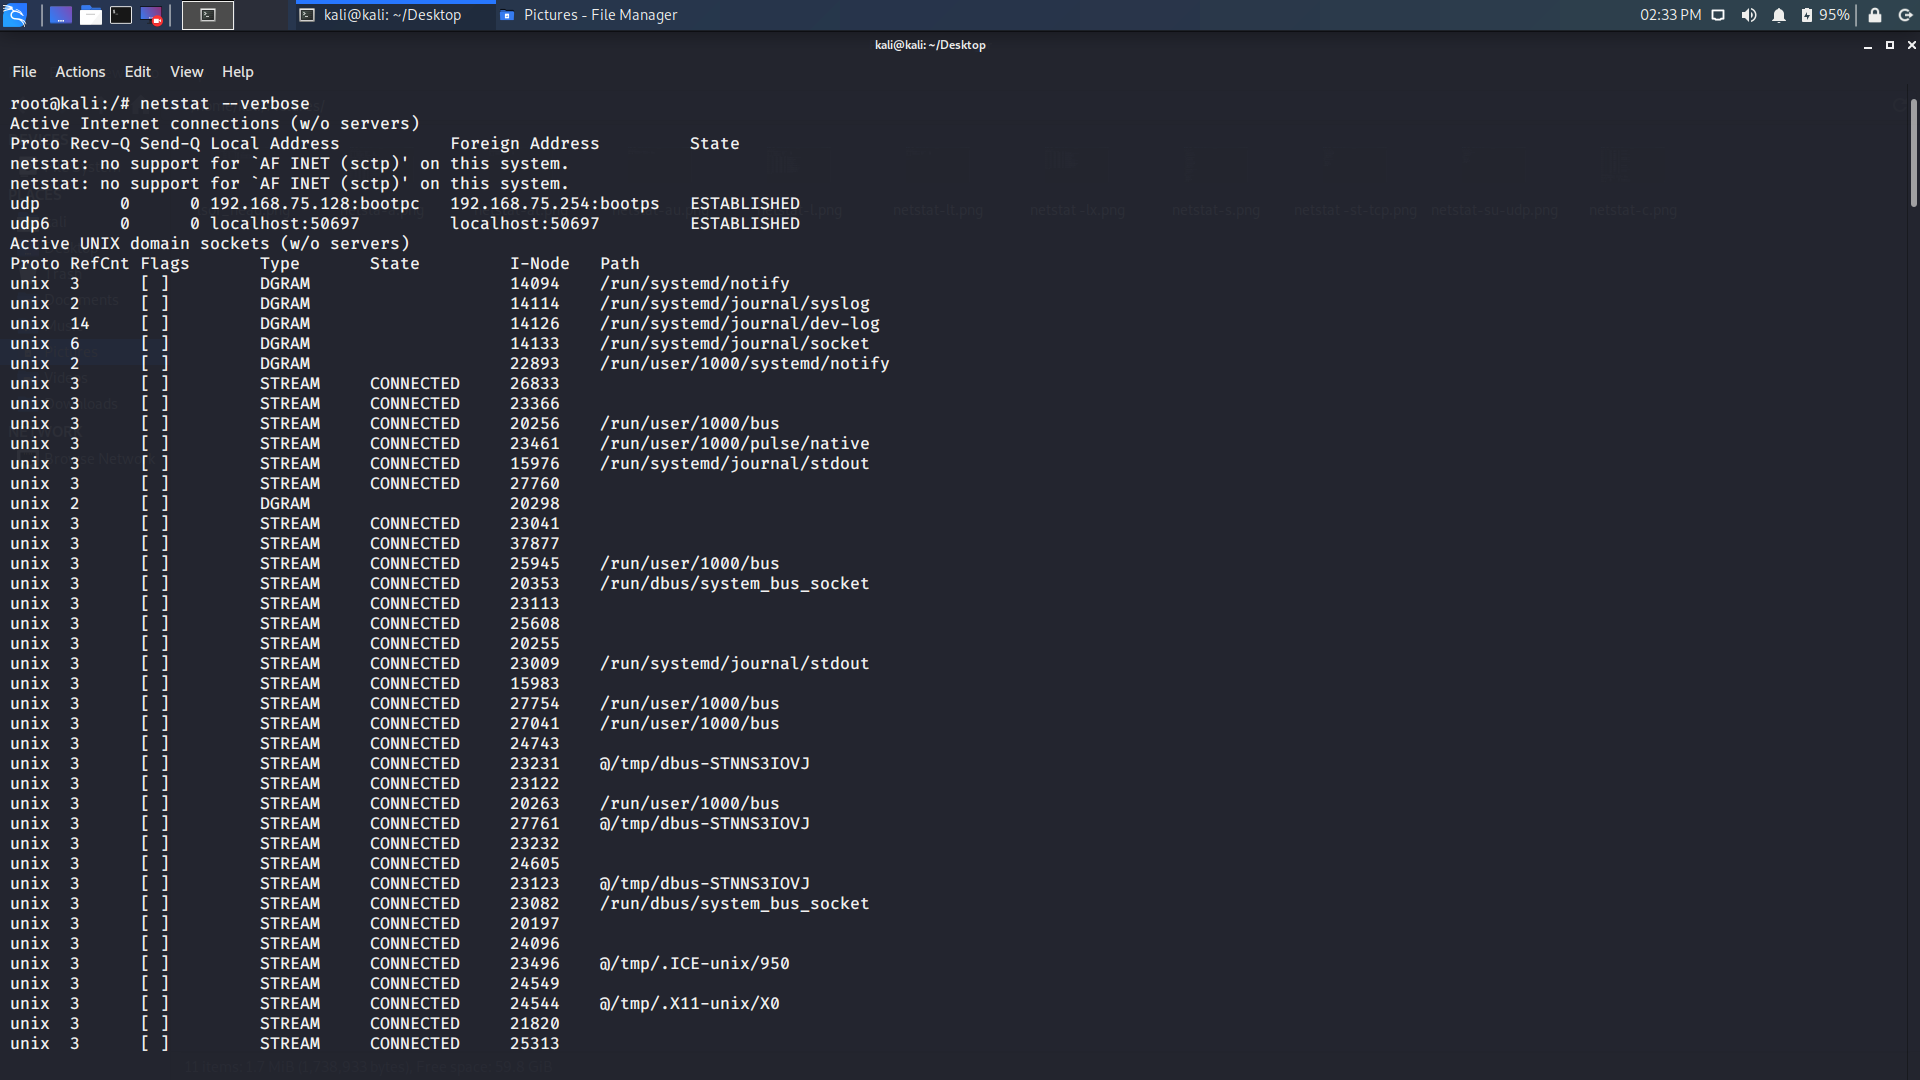 kali@kali: ~/Desktop
Pictures - File Manager
02:33 PM
95%
kali@kali: ~/Desktop
File Actions Edit View Help
root@kali:/# netstat --verbose
Active Internet connections (w/o servers)
Proto Recv-Q Send-Q Local Address           Foreign Address         State
netstat: no support for `AF INET (sctp)' on this system.
netstat: no support for `AF INET (sctp)' on this system.
udp        0      0 192.168.75.128:bootpc   192.168.75.254:bootps   ESTABLISHED
udp6       0      0 localhost:50697         localhost:50697         ESTABLISHED
Active UNIX domain sockets (w/o servers)
Proto RefCnt Flags       Type       State         I-Node   Path
unix  3      [ ]         DGRAM                    14094    /run/systemd/notify
unix  2      [ ]         DGRAM                    14114    /run/systemd/journal/syslog
unix  14     [ ]         DGRAM                    14126    /run/systemd/journal/dev-log
unix  6      [ ]         DGRAM                    14133    /run/systemd/journal/socket
unix  2      [ ]         DGRAM                    22893    /run/user/1000/systemd/notify
unix  3      [ ]         STREAM     CONNECTED     26833
unix  3      [ ]         STREAM     CONNECTED     23366
unix  3      [ ]         STREAM     CONNECTED     20256    /run/user/1000/bus
unix  3      [ ]         STREAM     CONNECTED     23461    /run/user/1000/pulse/native
unix  3      [ ]         STREAM     CONNECTED     15976    /run/systemd/journal/stdout
unix  3      [ ]         STREAM     CONNECTED     27760
unix  2      [ ]         DGRAM                    20298
unix  3      [ ]         STREAM     CONNECTED     23041
unix  3      [ ]         STREAM     CONNECTED     37877
unix  3      [ ]         STREAM     CONNECTED     25945    /run/user/1000/bus
unix  3      [ ]         STREAM     CONNECTED     20353    /run/dbus/system_bus_socket
unix  3      [ ]         STREAM     CONNECTED     23113
unix  3      [ ]         STREAM     CONNECTED     25608
unix  3      [ ]         STREAM     CONNECTED     20255
unix  3      [ ]         STREAM     CONNECTED     23009    /run/systemd/journal/stdout
unix  3      [ ]         STREAM     CONNECTED     15983
unix  3      [ ]         STREAM     CONNECTED     27754    /run/user/1000/bus
unix  3      [ ]         STREAM     CONNECTED     27041    /run/user/1000/bus
unix  3      [ ]         STREAM     CONNECTED     24743
unix  3      [ ]         STREAM     CONNECTED     23231    @/tmp/dbus-STNNS3IOVJ
unix  3      [ ]         STREAM     CONNECTED     23122
unix  3      [ ]         STREAM     CONNECTED     20263    /run/user/1000/bus
unix  3      [ ]         STREAM     CONNECTED     27761    @/tmp/dbus-STNNS3IOVJ
unix  3      [ ]         STREAM     CONNECTED     23232
unix  3      [ ]         STREAM     CONNECTED     24605
unix  3      [ ]         STREAM     CONNECTED     23123    @/tmp/dbus-STNNS3IOVJ
unix  3      [ ]         STREAM     CONNECTED     23082    /run/dbus/system_bus_socket
unix  3      [ ]         STREAM     CONNECTED     20197
unix  3      [ ]         STREAM     CONNECTED     24096
unix  3      [ ]         STREAM     CONNECTED     23496    @/tmp/.ICE-unix/950
unix  3      [ ]         STREAM     CONNECTED     24549
unix  3      [ ]         STREAM     CONNECTED     24544    @/tmp/.X11-unix/X0
unix  3      [ ]         STREAM     CONNECTED     21820
unix  3      [ ]         STREAM     CONNECTED     25313